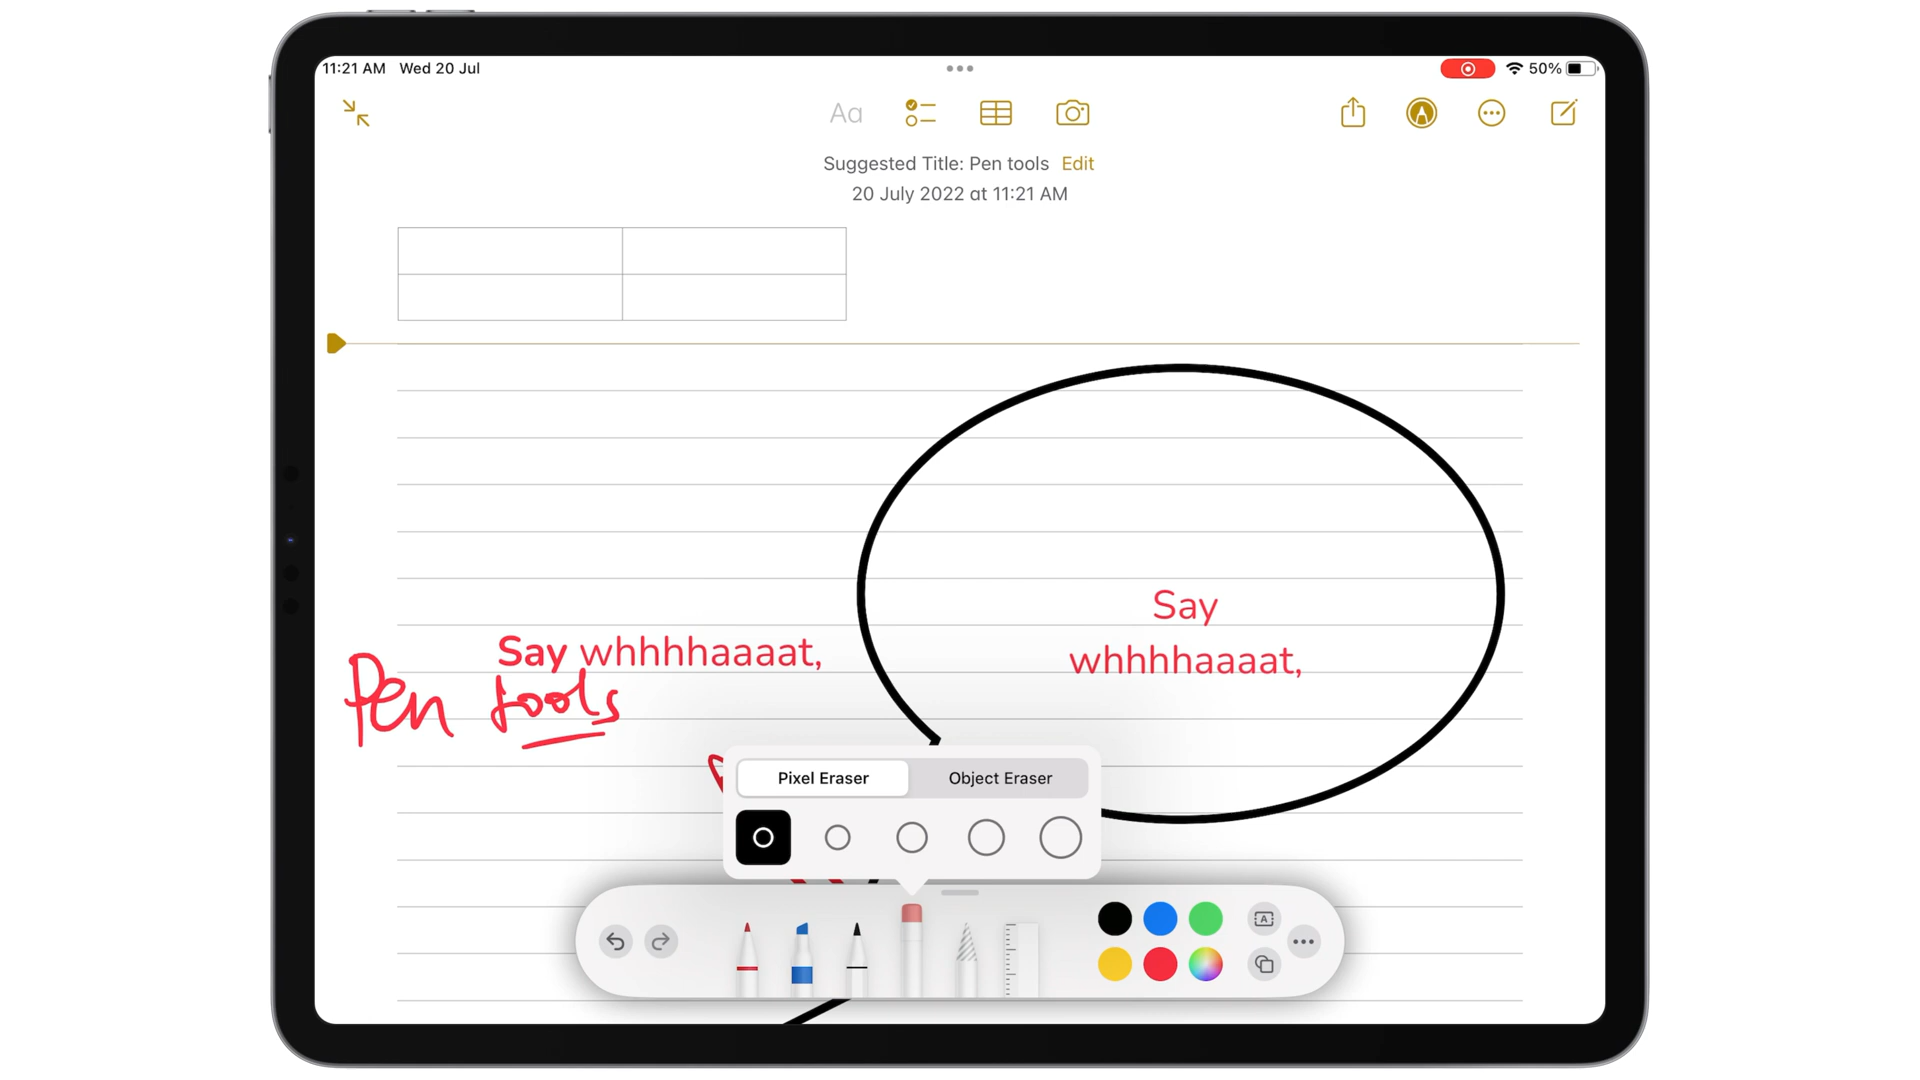 11:21 AM Wed 20 Jul
50%
Aa
Suggested Title: Pen tools Edit
20 July 2022 at 11:21 AM
Say
whhhhaaaat,
Say whhhhaaaat,
Pen tools
Pixel Eraser Object Eraser
A